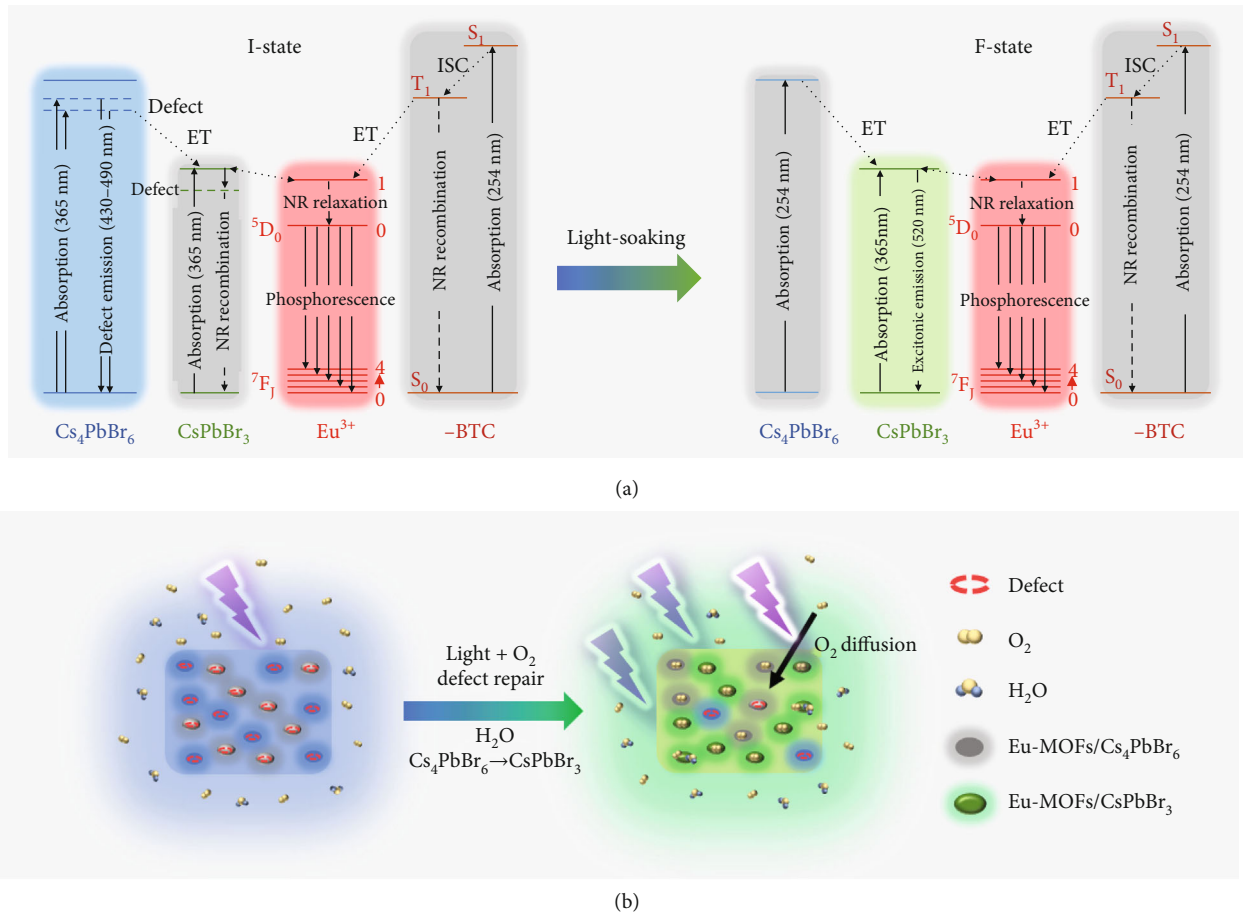 I-state
F-state
S₁
ISC
T₁
Defect
ET
ET
Defect
1
NR relaxation
⁵D₀
0
Phosphorescence
4
⁷F_J
0
S₀
Absorption (365 nm)
Defect emission (430–490 nm)
Absorption (365 nm)
NR recombination
NR recombination
Absorption (254 nm)
Cs₄PbBr₆
CsPbBr₃
Eu³⁺
–BTC
Light-soaking
S₁
ISC
T₁
ET
ET
1
NR relaxation
⁵D₀
0
Phosphorescence
4
⁷F_J
0
S₀
Absorption (254 nm)
Absorption (365nm)
Excitonic emission (520 nm)
NR recombination
Absorption (254 nm)
Cs₄PbBr₆
CsPbBr₃
Eu³⁺
–BTC
(a)
Light + O₂
defect repair
H₂O
Cs₄PbBr₆→CsPbBr₃
O₂ diffusion
Defect
O₂
H₂O
Eu-MOFs/Cs₄PbBr₆
Eu-MOFs/CsPbBr₃
(b)